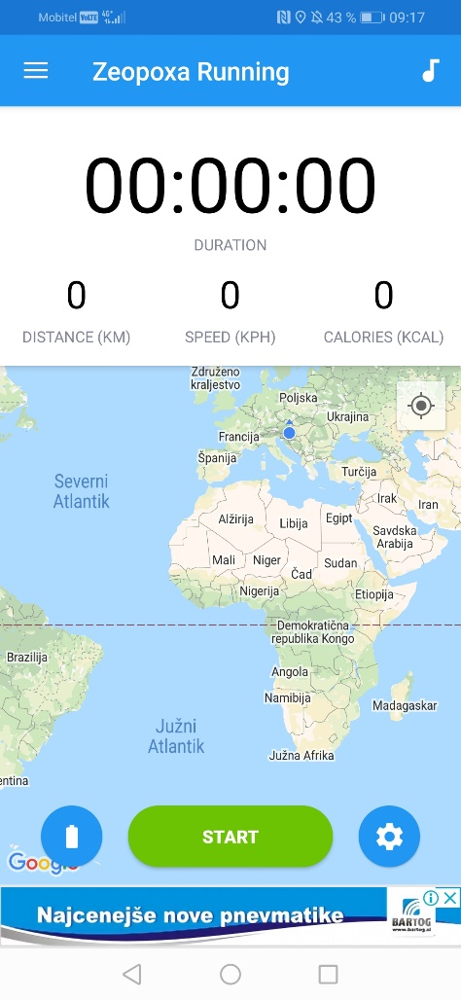 Mobitel VoLTE 4G+ 43 % 09:17
Zeopoxa Running
00:00:00
DURATION
0 0 0
DISTANCE (KM) SPEED (KPH) CALORIES (KCAL)
Združeno
kraljestvo
Poljska
Ukrajina
Francija
Španija
Turčija
Severni
Atlantik
Irak
Iran
Alžirija
Libija
Egipt
Savdska
Arabija
Mali
Niger
Čad
Sudan
Nigerija
Etiopija
Demokratična
republika Kongo
Brazilija
Angola
Namibija
Madagaskar
Južni
Atlantik
Južna Afrika
entina
START
Google
Najcenejše nove pnevmatike
BARTOG
www.bartog.si